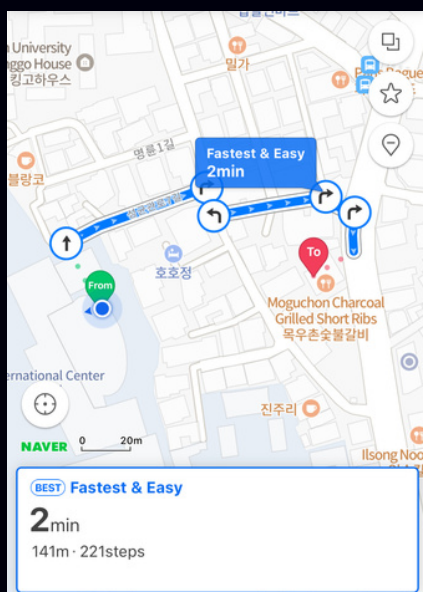 University
nggo House
킹고하우스
밀가
명륜1길
블랑코
Fastest & Easy
2min
호호정
From
To
Moguchon Charcoal
Grilled Short Ribs
목우촌숯불갈비
ernational Center
진주리
NAVER
0 20m
Ilsong Noo
BEST Fastest & Easy
2min
141m · 221steps